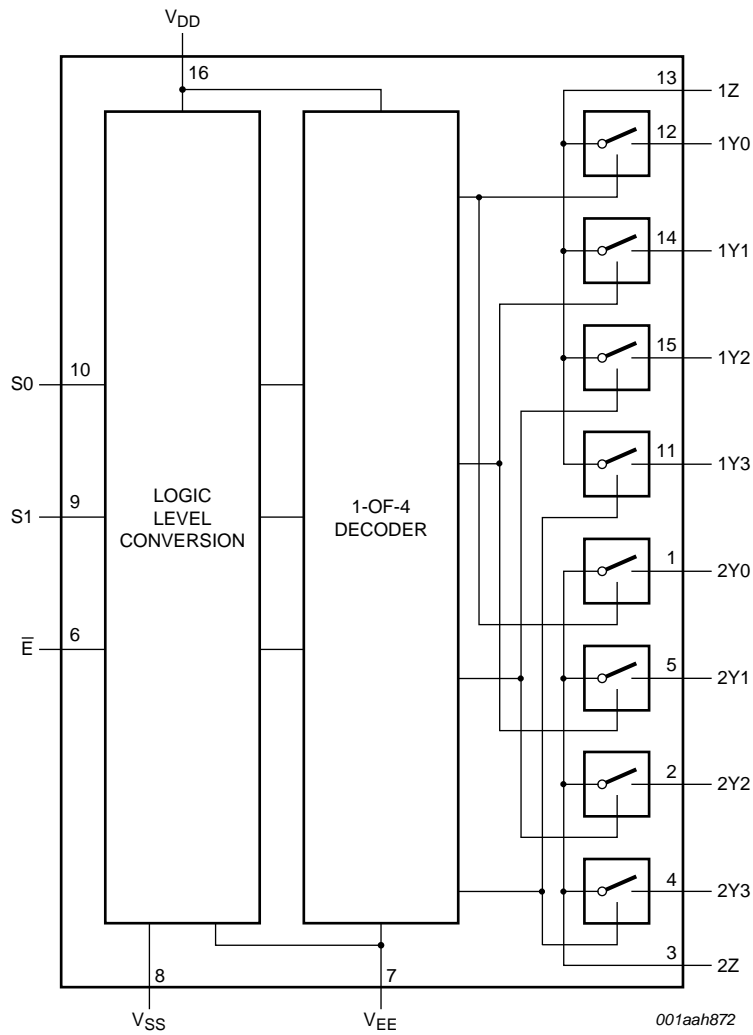 VDD
16
13 1Z
12 1Y0
14 1Y1
15 1Y2
10
S0
11 1Y3
9
S1
LOGIC
LEVEL
CONVERSION
1-OF-4
DECODER
1 2Y0
6
E̅
5 2Y1
2 2Y2
4 2Y3
3 2Z
8
7
VSS
VEE
001aah872